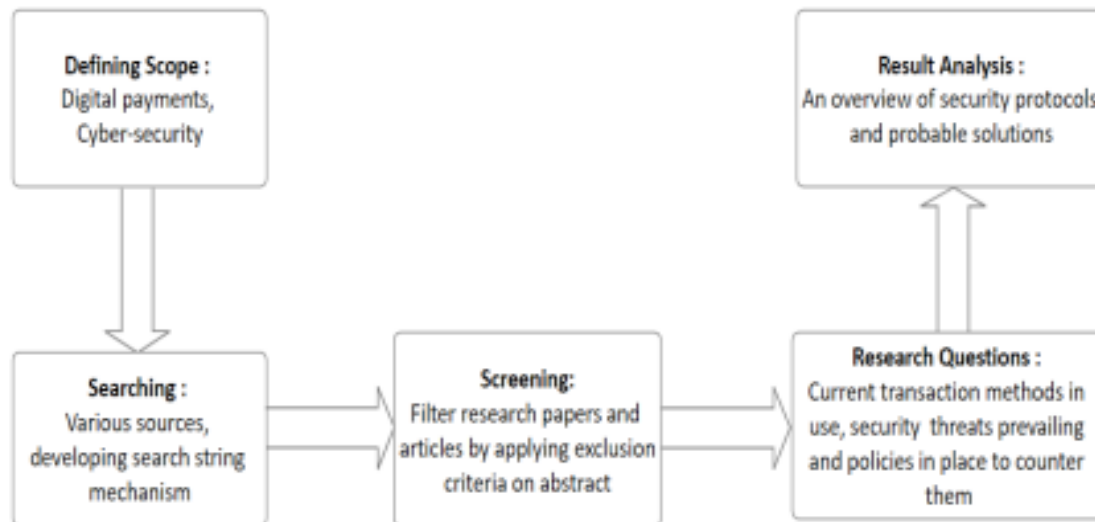 Defining Scope :
Digital payments,
Cyber-security
Searching :
Various sources,
developing search string
mechanism
Screening:
Filter research papers and
articles by applying exclusion
criteria on abstract
Research Questions :
Current transaction methods in
use, security threats prevailing
and policies in place to counter
them
Result Analysis :
An overview of security protocols
and probable solutions